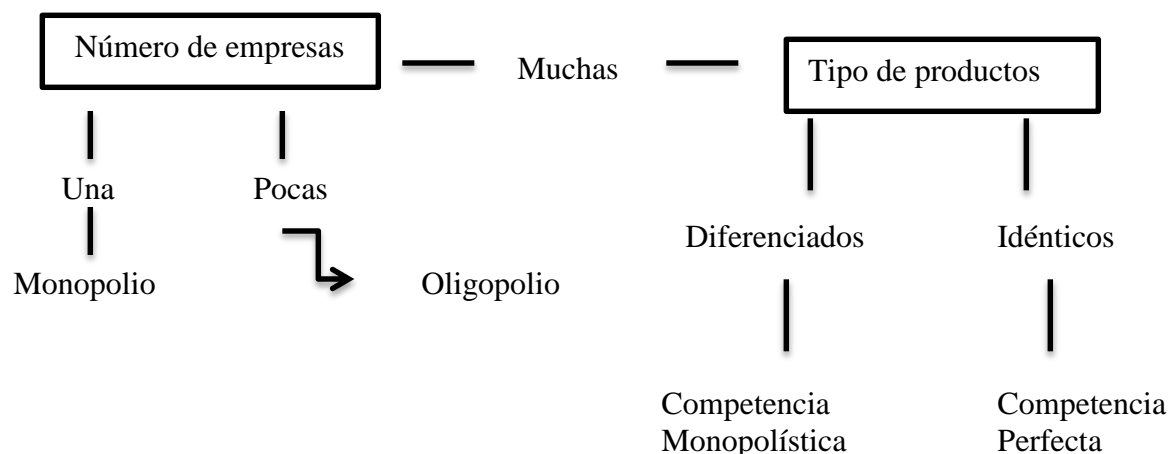 Número de empresas
Muchas
Tipo de productos
Una
Pocas
Diferenciados
Idénticos
Monopolio
Oligopolio
Competencia
Monopolística
Competencia
Perfecta